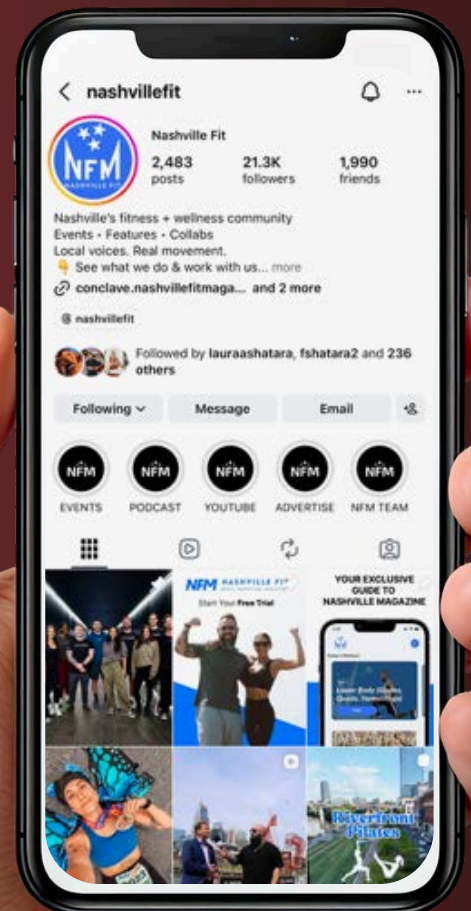 nashvillefit
Nashville Fit
2,483 21.3K 1,990
posts followers friends
NFM
NASHVILLE FIT
Nashville's fitness + wellness community
Events • Features • Collabs
Local voices. Real movement.
👇 See what we do & work with us... more
conclave.nashvillefitmaga... and 2 more
nashvillefit
Followed by lauraashatara, fshatara2 and 236
others
Following Message Email
NFM NFM NFM NFM NFM
EVENTS PODCAST YOUTUBE ADVERTISE NFM TEAM
NFM NASHVILLE FIT
Start Your Free Trial
YOUR EXCLUSIVE
GUIDE TO
NASHVILLE MAGAZINE
Lower Body (Glutes,
Riverfront
Pilates